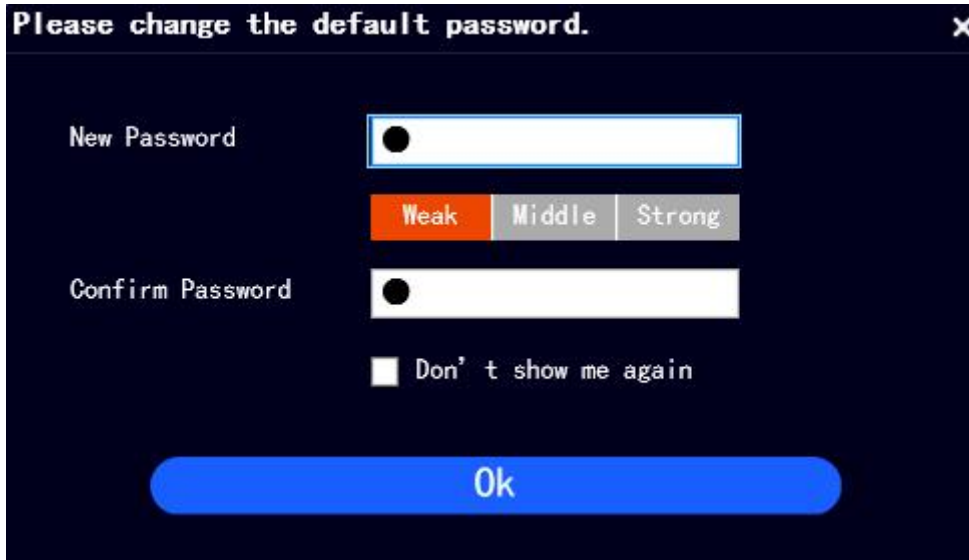 Please change the default password.
New Password
Weak Middle Strong
Confirm Password
Don't show me again
Ok